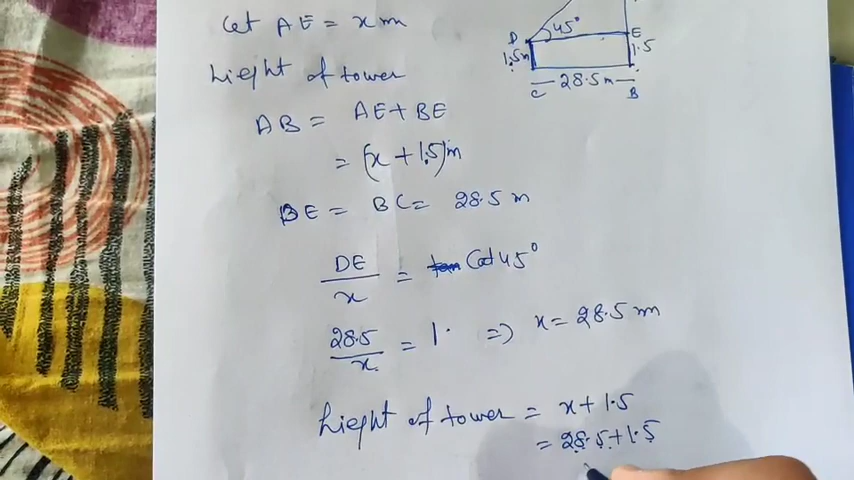 Let AE = x m
45°
D
E
1.5m
1.5
28.5m
C
B
Height of tower
AB = AE + BE
= (x + 1.5)m
BE = BC = 28.5 m
DE/x = Cot 45°
28.5/x = 1 ⇒ x = 28.5 m
height of tower = x + 1.5
= 28.5 + 1.5